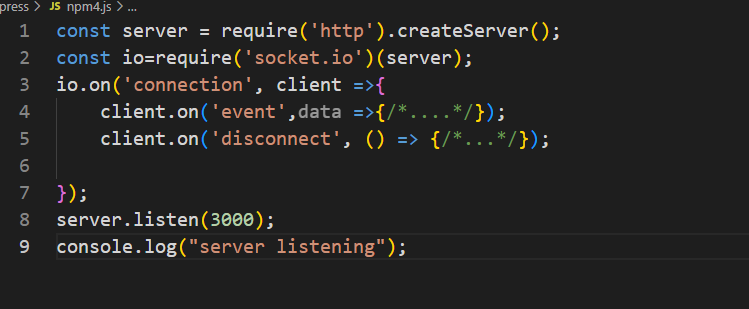 press > JS npm4.js > ...
1 const server = require('http').createServer();
2 const io=require('socket.io')(server);
3 io.on('connection', client =>{
4     client.on('event',data =>{/*....*/});
5     client.on('disconnect', () => {/*...*/});
6
7 });
8 server.listen(3000);
9 console.log("server listening");